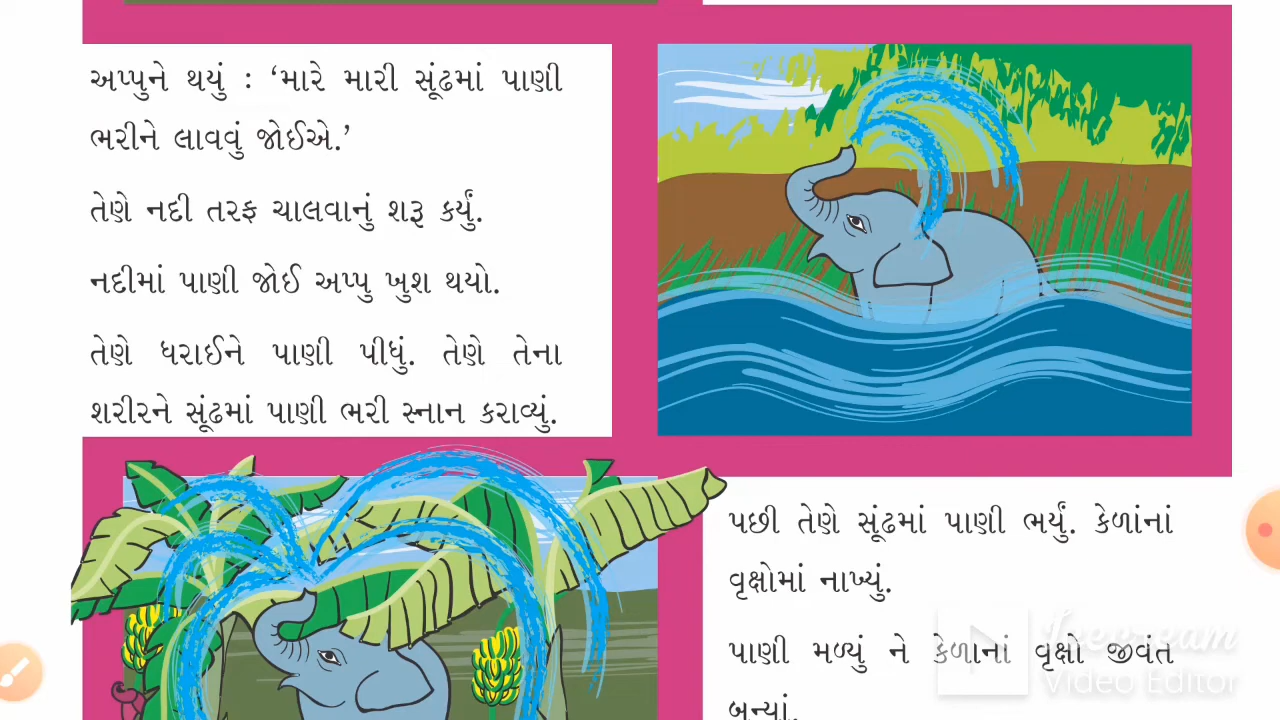 અપ્પુને થયું : ‘મારે મારી સૂંઢમાં પાણી
ભરીને લાવવું જોઈએ.’
તેણે નદી તરફ ચાલવાનું શરૂ કર્યું.
નદીમાં પાણી જોઈ અપ્પુ ખુશ થયો.
તેણે ધરાઈને પાણી પીધું. તેણે તેના
શરીરને સૂંઢમાં પાણી ભરી સ્નાન કરાવ્યું.
પછી તેણે સૂંઢમાં પાણી ભર્યું. કેળાંનાં
વૃક્ષોમાં નાખ્યું.
પાણી મળ્યું ને કેળાનાં વૃક્ષો જીવંત
બન્યાં.
Video Editor